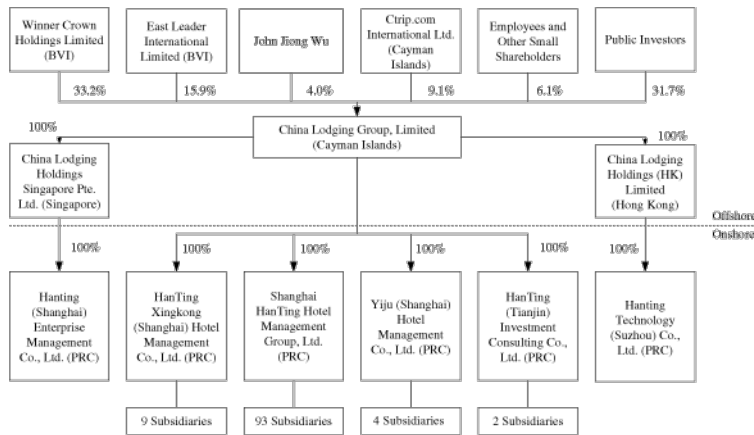 Winner Crown
Holdings Limited
(BVI)
East Leader
International
Limited (BVI)
John Jiong Wu
Ctrip.com
International Ltd.
(Cayman
Islands)
Employees and
Other Small
Shareholders
Public Investors
33.2%
15.9%
4.0%
9.1%
6.1%
31.7%
China Lodging Group, Limited
(Cayman Islands)
100%
100%
China Lodging
Holdings
Singapore Pte.
Ltd. (Singapore)
China Lodging
Holdings (HK)
Limited
(Hong Kong)
Offshore
Onshore
100%
100%
100%
100%
100%
100%
Hanting
(Shanghai)
Enterprise
Management
Co., Ltd. (PRC)
HanTing
Xingkong
(Shanghai) Hotel
Management
Co., Ltd. (PRC)
Shanghai
HanTing Hotel
Management
Group, Ltd.
(PRC)
Yiju (Shanghai)
Hotel
Management
Co., Ltd. (PRC)
HanTing
(Tianjin)
Investment
Consulting Co.,
Ltd. (PRC)
Hanting
Technology
(Suzhou) Co.,
Ltd. (PRC)
9 Subsidiaries
93 Subsidiaries
4 Subsidiaries
2 Subsidiaries